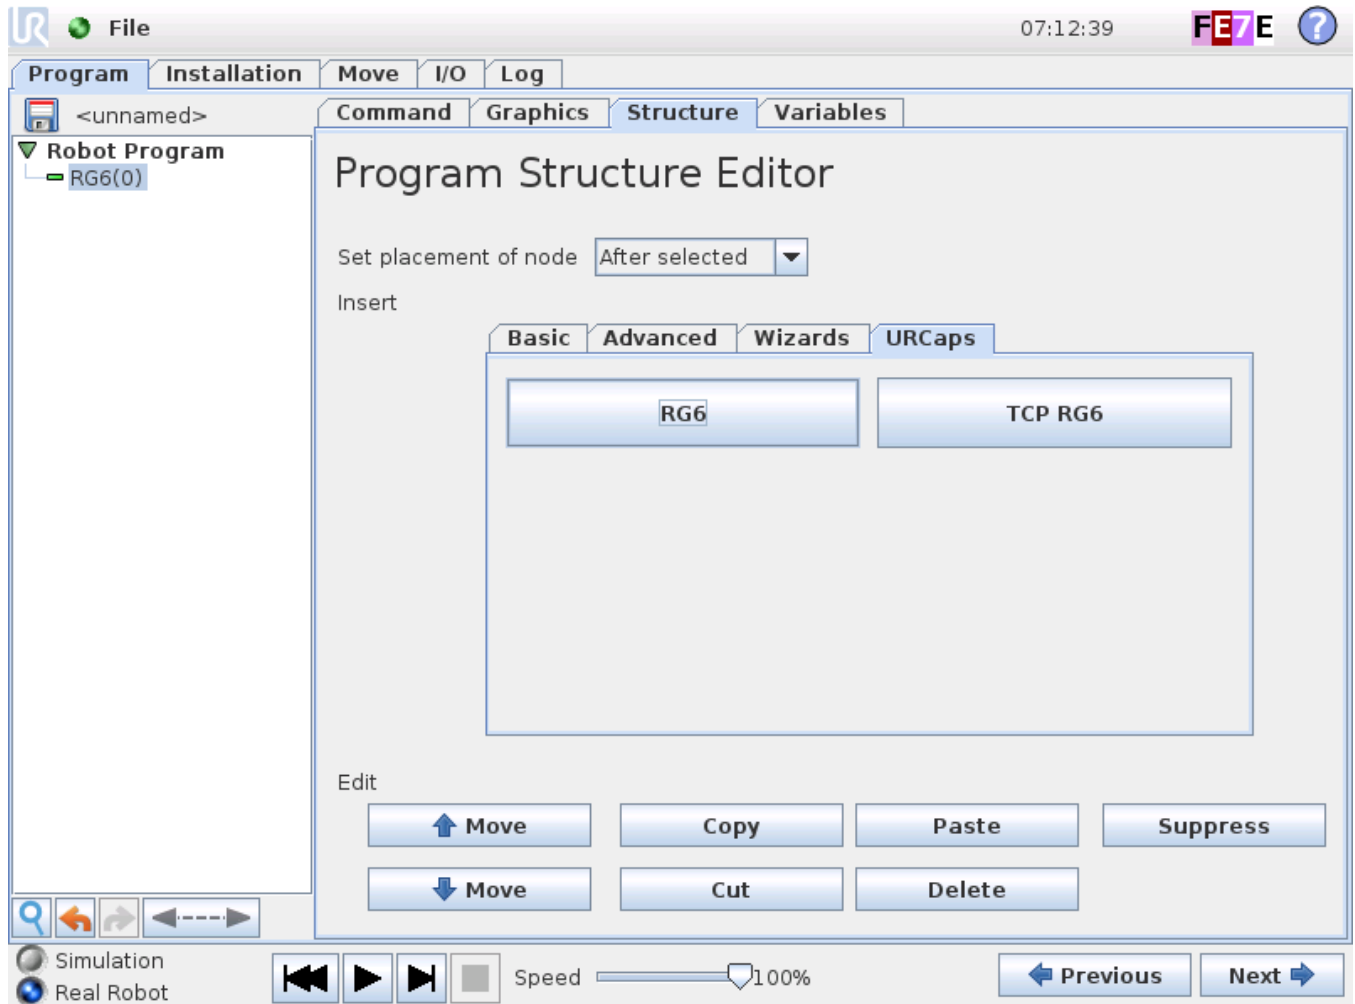 UR File 07:12:39 FE7E ?
Program Installation Move I/O Log
<unnamed> Command Graphics Structure Variables
Robot Program
RG6(0)
Program Structure Editor
Set placement of node After selected
Insert
Basic Advanced Wizards URCaps
RG6 TCP RG6
Edit
Move Copy Paste Suppress
Move Cut Delete
Simulation
Real Robot
Speed 100% Previous Next